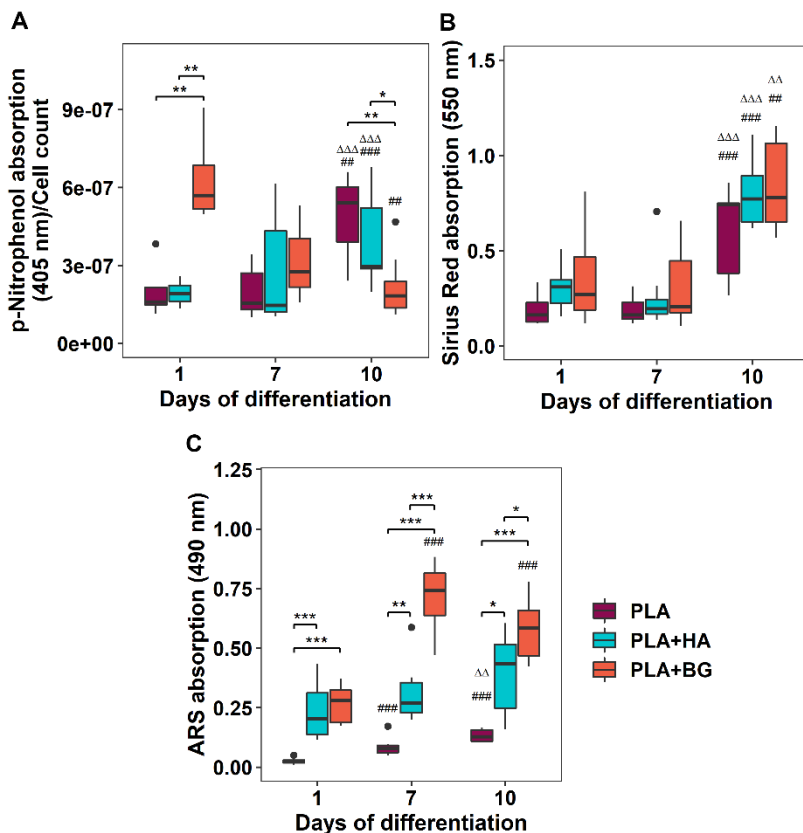 A
p-Nitrophenol absorption
(405 nm)/Cell count
9e-07
6e-07
3e-07
0e+00
**
**
*
**
ΔΔΔ
##
ΔΔΔ
###
##
1
7
10
Days of differentiation
B
Sirius Red absorption (550 nm)
1.5
1.0
0.5
0.0
ΔΔΔ
###
ΔΔΔ
###
ΔΔ
##
1
7
10
Days of differentiation
C
ARS absorption (490 nm)
1.25
1.00
0.75
0.50
0.25
0.00
***
***
***
***
###
**
###
*
***
###
*
ΔΔ
###
1
7
10
Days of differentiation
PLA
PLA+HA
PLA+BG